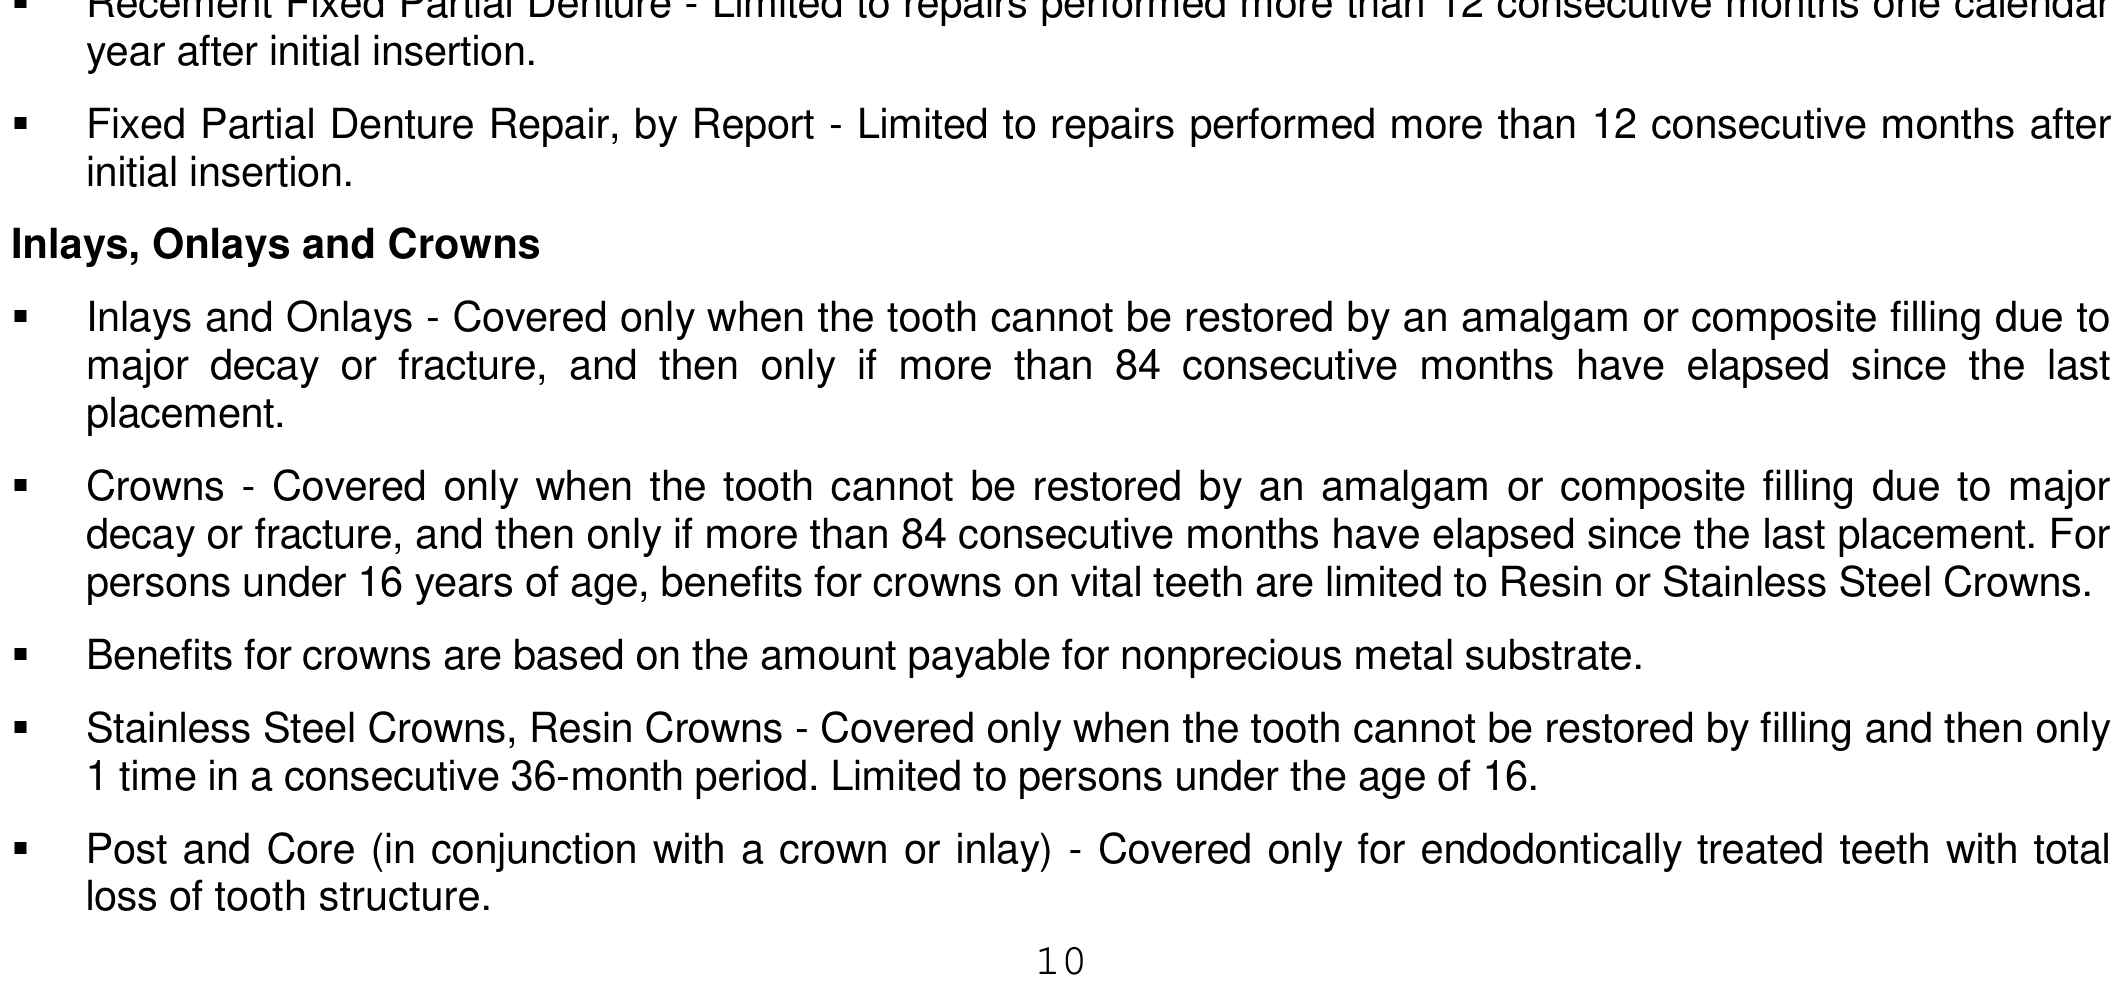 ▪ Recement Fixed Partial Denture - Limited to repairs performed more than 12 consecutive months one calendar
year after initial insertion.
▪ Fixed Partial Denture Repair, by Report - Limited to repairs performed more than 12 consecutive months after
initial insertion.
Inlays, Onlays and Crowns
▪ Inlays and Onlays - Covered only when the tooth cannot be restored by an amalgam or composite filling due to
major decay or fracture, and then only if more than 84 consecutive months have elapsed since the last
placement.
▪ Crowns - Covered only when the tooth cannot be restored by an amalgam or composite filling due to major
decay or fracture, and then only if more than 84 consecutive months have elapsed since the last placement. For
persons under 16 years of age, benefits for crowns on vital teeth are limited to Resin or Stainless Steel Crowns.
▪ Benefits for crowns are based on the amount payable for nonprecious metal substrate.
▪ Stainless Steel Crowns, Resin Crowns - Covered only when the tooth cannot be restored by filling and then only
1 time in a consecutive 36-month period. Limited to persons under the age of 16.
▪ Post and Core (in conjunction with a crown or inlay) - Covered only for endodontically treated teeth with total
loss of tooth structure.
10